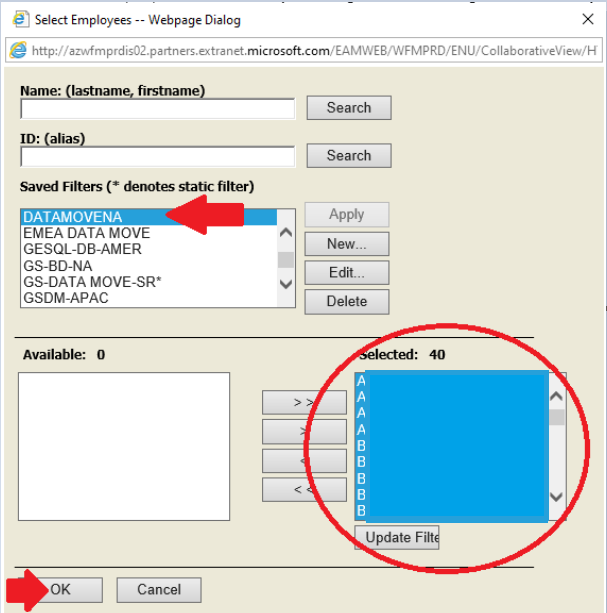 Select Employees -- Webpage Dialog
http://azwfmprdis02.partners.extranet.microsoft.com/EAMWEB/WFMPRD/ENU/CollaborativeView/H
Name: (lastname, firstname)
Search
ID: (alias)
Search
Saved Filters (* denotes static filter)
DATAMOVENA
EMEA DATA MOVE
GESQL-DB-AMER
GS-BD-NA
GS-DATA MOVE-SR*
GSDM-APAC
Apply
New...
Edit...
Delete
Available: 0
Selected: 40
>>
>
<
<<
A
A
A
A
B
B
B
B
B
Update Filte
OK
Cancel